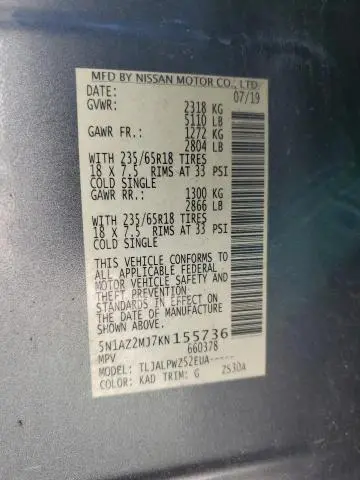 MFD BY NISSAN MOTOR CO., LTD.
DATE: 07/19
GVWR: 2318 KG
5110 LB
GAWR FR.: 1272 KG
2804 LB
WITH 235/65R18 TIRES
18 X 7.5 RIMS AT 33 PSI
COLD SINGLE
GAWR RR.: 1300 KG
2866 LB
WITH 235/65R18 TIRES
18 X 7.5 RIMS AT 33 PSI
COLD SINGLE
THIS VEHICLE CONFORMS TO
ALL APPLICABLE FEDERAL
MOTOR VEHICLE SAFETY
AND THEFT PREVENTION
STANDARDS IN EFFECT ON THE
DATE OF MANUFACTURE SHOWN
ABOVE.
5N1AZ2MJ7KN155736
MPV 660378
MODEL: TLJALPWZ52EUA-----
COLOR: KAD TRIM: G ZS30A